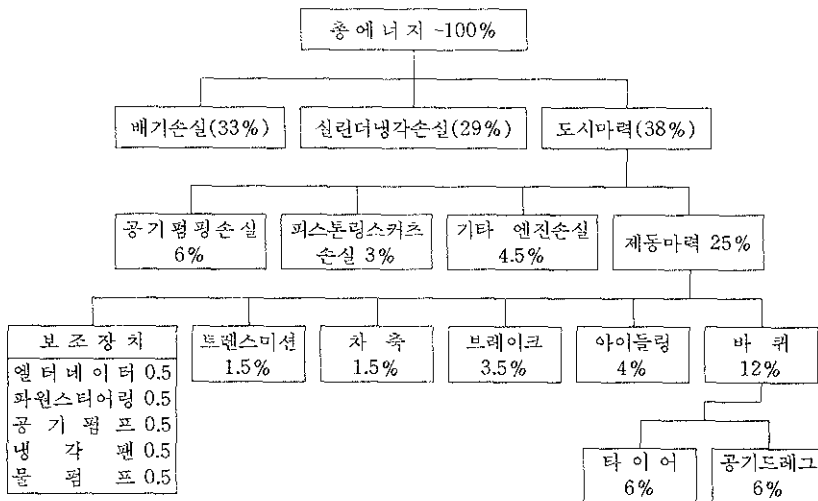 총에너지 -100%
배기손실(33%)
실린더냉각손실(29%)
도시마력(38%)
공기펌핑손실
6%
피스톤링스커츠
손실 3%
기타 엔진손실
4.5%
제동마력 25%
보조장치
엘터네이터 0.5
파원스티어링 0.5
공기펌프 0.5
냉각팬 0.5
물펌프 0.5
트랜스미션
1.5%
차축
1.5%
브레이크
3.5%
아이들링
4%
바퀴
12%
타이어
6%
공기드레그
6%